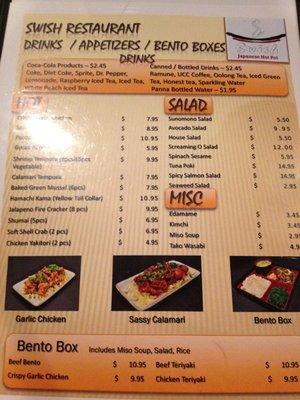 SWISH RESTAURANT
DRINKS / APPETIZERS / BENTO BOXES
Swish
Japanese Hot Pot
DRINKS
Coca-Cola Products ~ $2.45
Coke, Diet Coke, Sprite, Dr. Pepper,
Lemonade, Raspberry Iced Tea, Iced Tea,
White Peach Iced Tea
Canned / Bottled Drinks ~ $2.45
Ramune, UCC Coffee, Oolong Tea, Iced Green
Tea, Honest tea, Sparkling Water
Panna Bottled Water ~ $1.95
HOT
$ 7.95
$ 8.95
$ 10.95
Gyoza $ 5.95
Shrimp Tempura $ 7.95
Vegetable)
Calamari Tempura $ 7.95
Baked Green Mussel (6pcs) $ 7.95
Hamachi Kama (Yellow Tail Collar) $ 10.95
Jalapeno Fire Cracker (8 pcs) $ 9.95
Shumai (5pcs) $ 6.95
Soft Shell Crab (2 pcs) $ 6.95
Chicken Yakitori (2 pcs) $ 4.95
SALAD
Sunomono Salad $ 5.50
Avocado Salad $ 9.95
House Salad $ 5.50
Screaming O Salad $ 12.00
Spinach Sesame $ 5.95
Tuna Poki $ 14.95
Spicy Salmon Salad $ 14.95
Seaweed Salad $ 2.95
MISC
Edamame $ 3.45
Kimchi $ 3.45
Miso Soup $ 2.95
Tako Wasabi $ 4.95
Garlic Chicken
Sassy Calamari
Bento Box
Bento Box Includes Miso Soup, Salad, Rice
Beef Bento $ 10.95 Beef Teriyaki $ 10.95
Crispy Garlic Chicken $ 9.95 Chicken Teriyaki $ 9.95